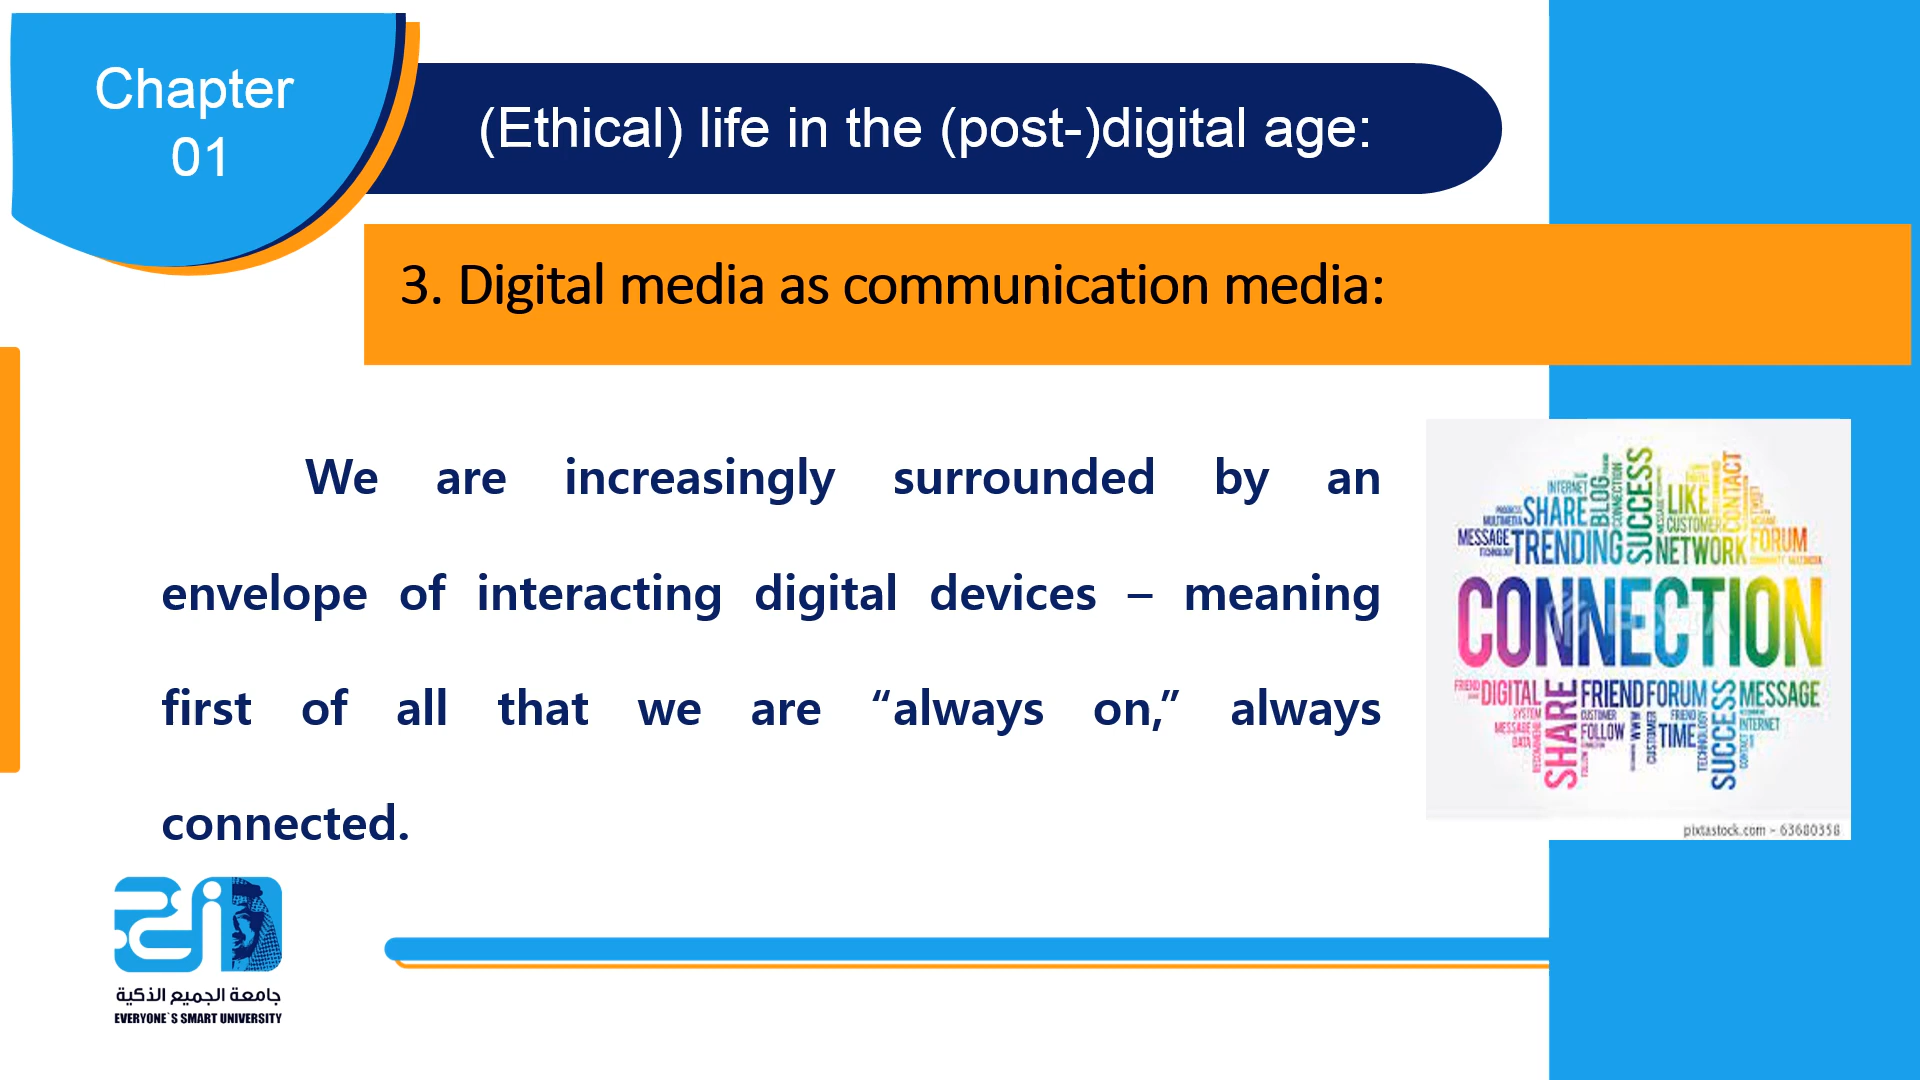 Chapter
01
(Ethical) life in the (post-)digital age:
3. Digital media as communication media:
We are increasingly surrounded by an
envelope of interacting digital devices – meaning
first of all that we are “always on,” always
connected.
INTERNET
SHARE
BLOG
CONNECTION
SUCCESS
LIKE
CONTACT
CUSTOMER
MULTIMEDIA
MESSAGE
TRENDING
NETWORK
FORUM
CONNECTION
FRIEND
DIGITAL
SHARE
FRIEND
FORUM
SUCCESS
MESSAGE
SYSTEM
CUSTOMER
FRIEND
INTERNET
MESSAGE
FOLLOW
WWW
CUSTOMER
TIME
TECHNOLOGY
DATA
RECOMMEND
CONTACT
pixtastock.com - 63680358
جامعة الجميع الذكية
EVERYONE`S SMART UNIVERSITY